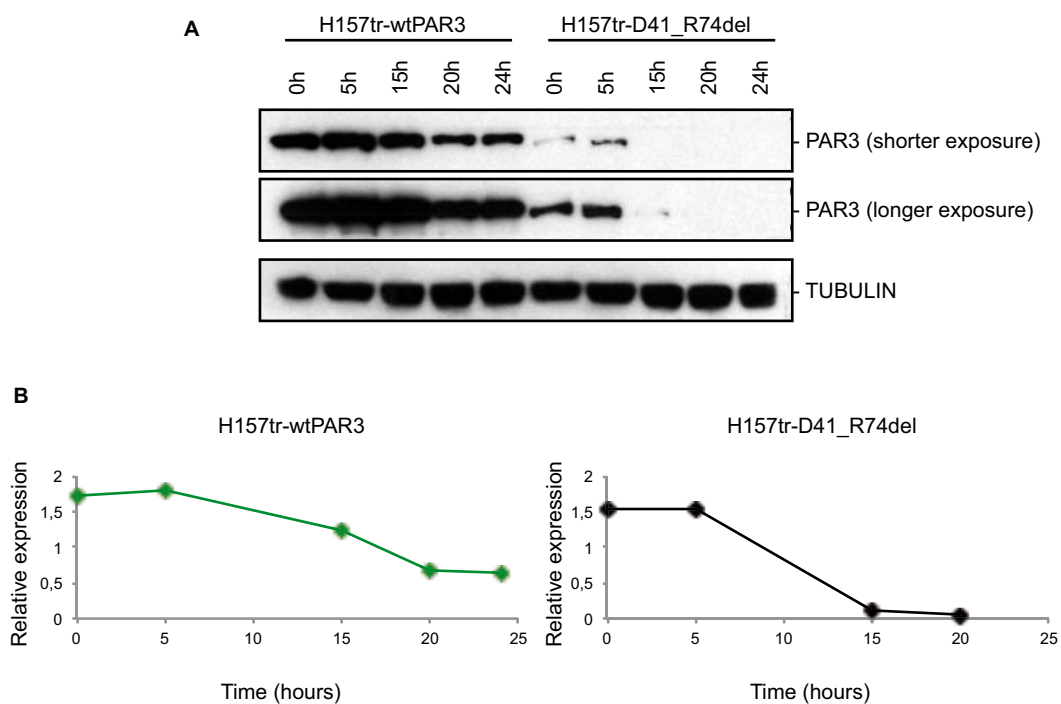 A
H157tr-wtPAR3 H157tr-D41_R74del
0h 5h 15h 20h 24h 0h 5h 15h 20h 24h
PAR3 (shorter exposure)
PAR3 (longer exposure)
TUBULIN
B
H157tr-wtPAR3
Relative expression
2
1,5
1
0,5
0
0 5 10 15 20 25
Time (hours)
H157tr-D41_R74del
Relative expression
2
1,5
1
0,5
0
0 5 10 15 20 25
Time (hours)